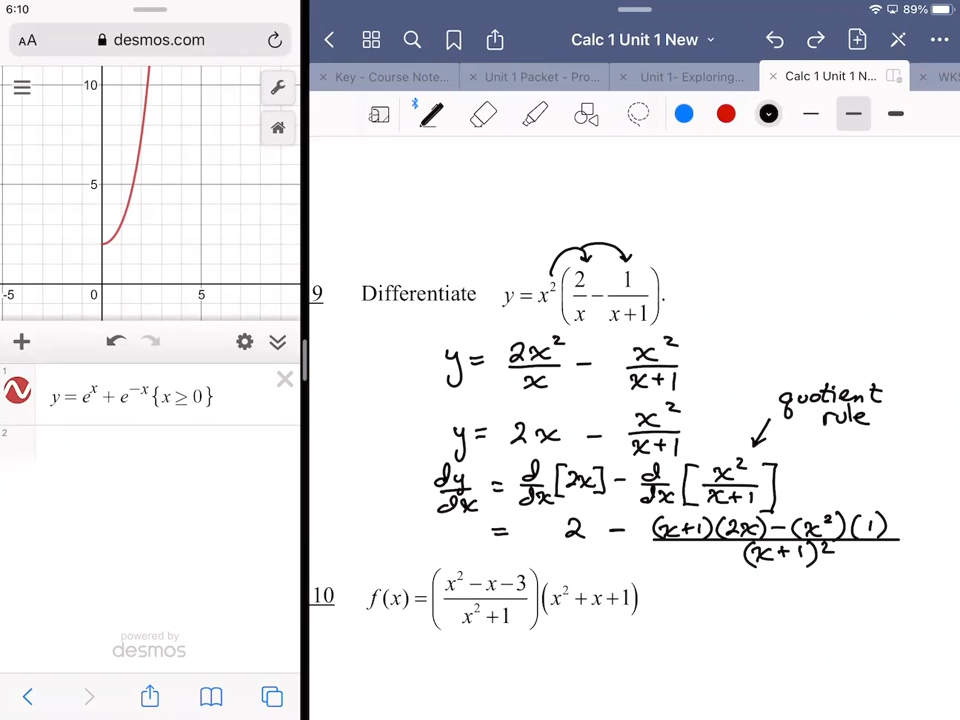 6:10
89%
AA desmos.com
Calc 1 Unit 1 New
Key - Course Note...
Unit 1 Packet - Pro...
Unit 1- Exploring...
Calc 1 Unit 1 N...
WKS
10
5
-5 0 5
1
y = e^x + e^{-x} {x ≥ 0}
2
powered by
desmos
9 Differentiate y = x^2 (2/x − 1/(x+1)).
y = 2x^2/x − x^2/(x+1)
quotient
rule
y = 2x − x^2/(x+1)
dy/dx = d/dx [2x] − d/dx [x^2/(x+1)]
= 2 − ((x+1)(2x) − (x^2)(1))/(x+1)^2
10 f(x) = ((x^2 − x − 3)/(x^2 + 1)) (x^2 + x + 1)